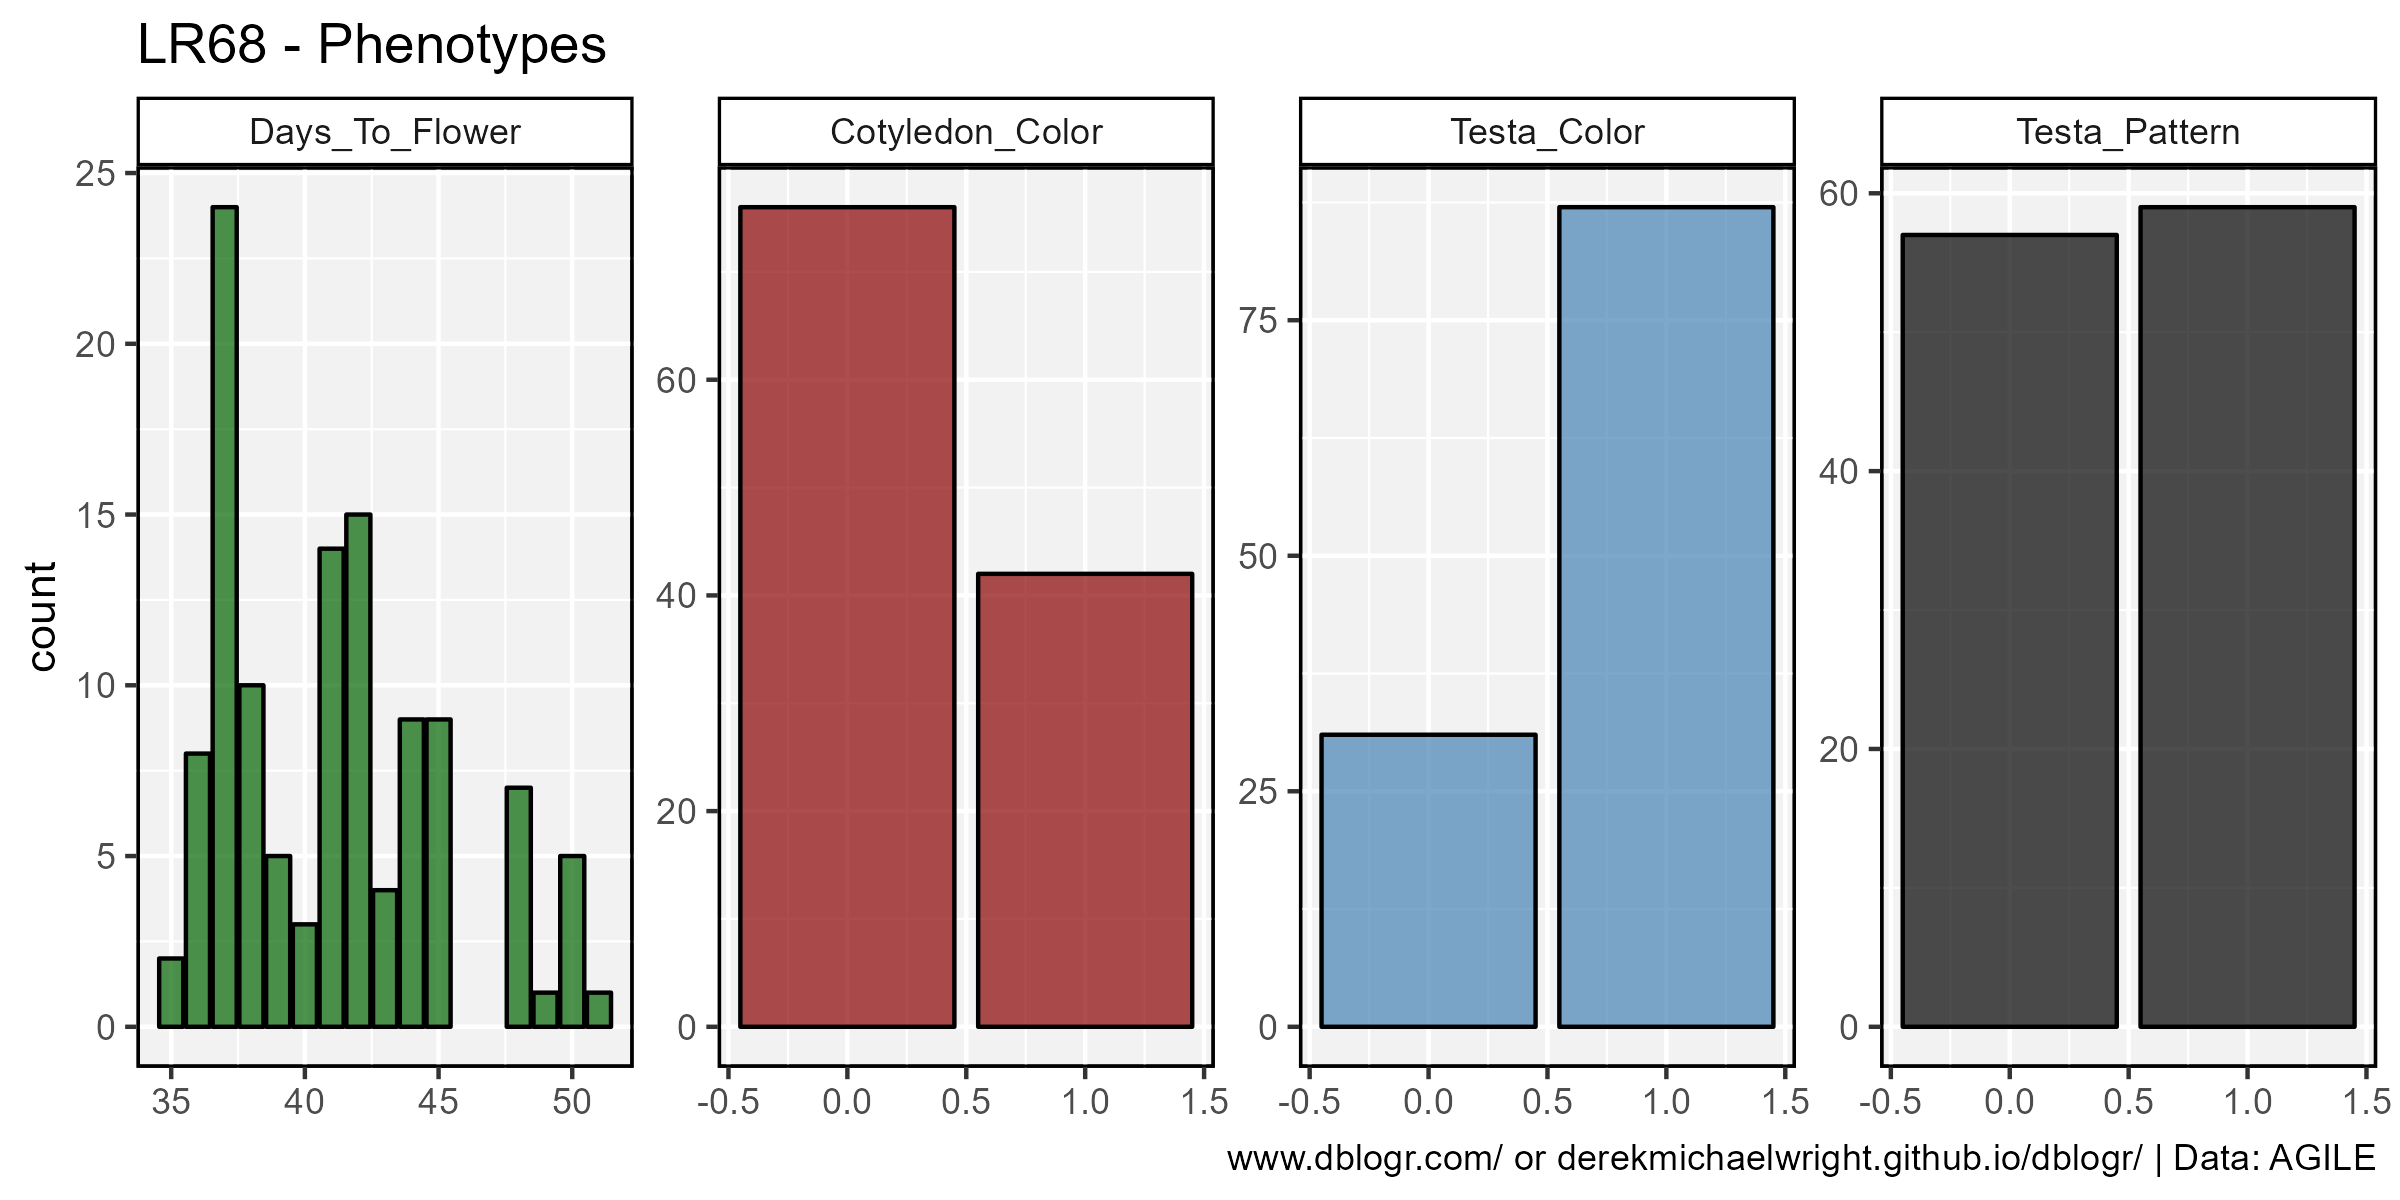 LR68 - Phenotypes
Days_To_Flower
Cotyledon_Color
Testa_Color
Testa_Pattern
count
25
20
15
10
5
0
35 40 45 50
60
40
20
0
-0.5 0.0 0.5 1.0 1.5
75
50
25
0
-0.5 0.0 0.5 1.0 1.5
60
40
20
0
-0.5 0.0 0.5 1.0 1.5
www.dblogr.com/ or derekmichaelwright.github.io/dblogr/ | Data: AGILE